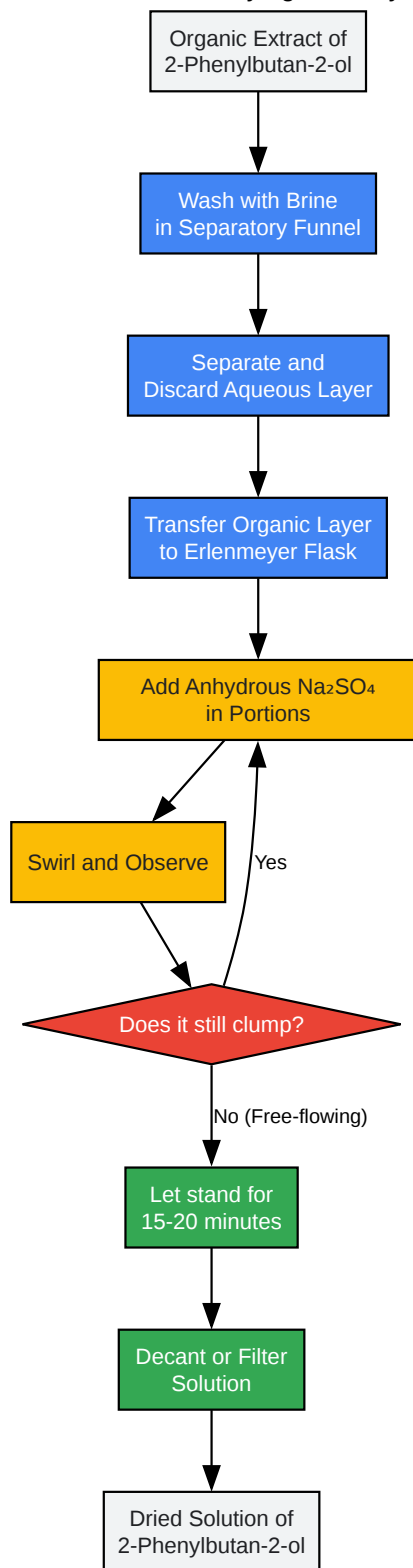 Organic Extract of
2-Phenylbutan-2-ol
Wash with Brine
in Separatory Funnel
Separate and
Discard Aqueous Layer
Transfer Organic Layer
to Erlenmeyer Flask
Add Anhydrous Na₂SO₄
in Portions
Swirl and Observe
Yes
Does it still clump?
No (Free-flowing)
Let stand for
15-20 minutes
Decant or Filter
Solution
Dried Solution of
2-Phenylbutan-2-ol